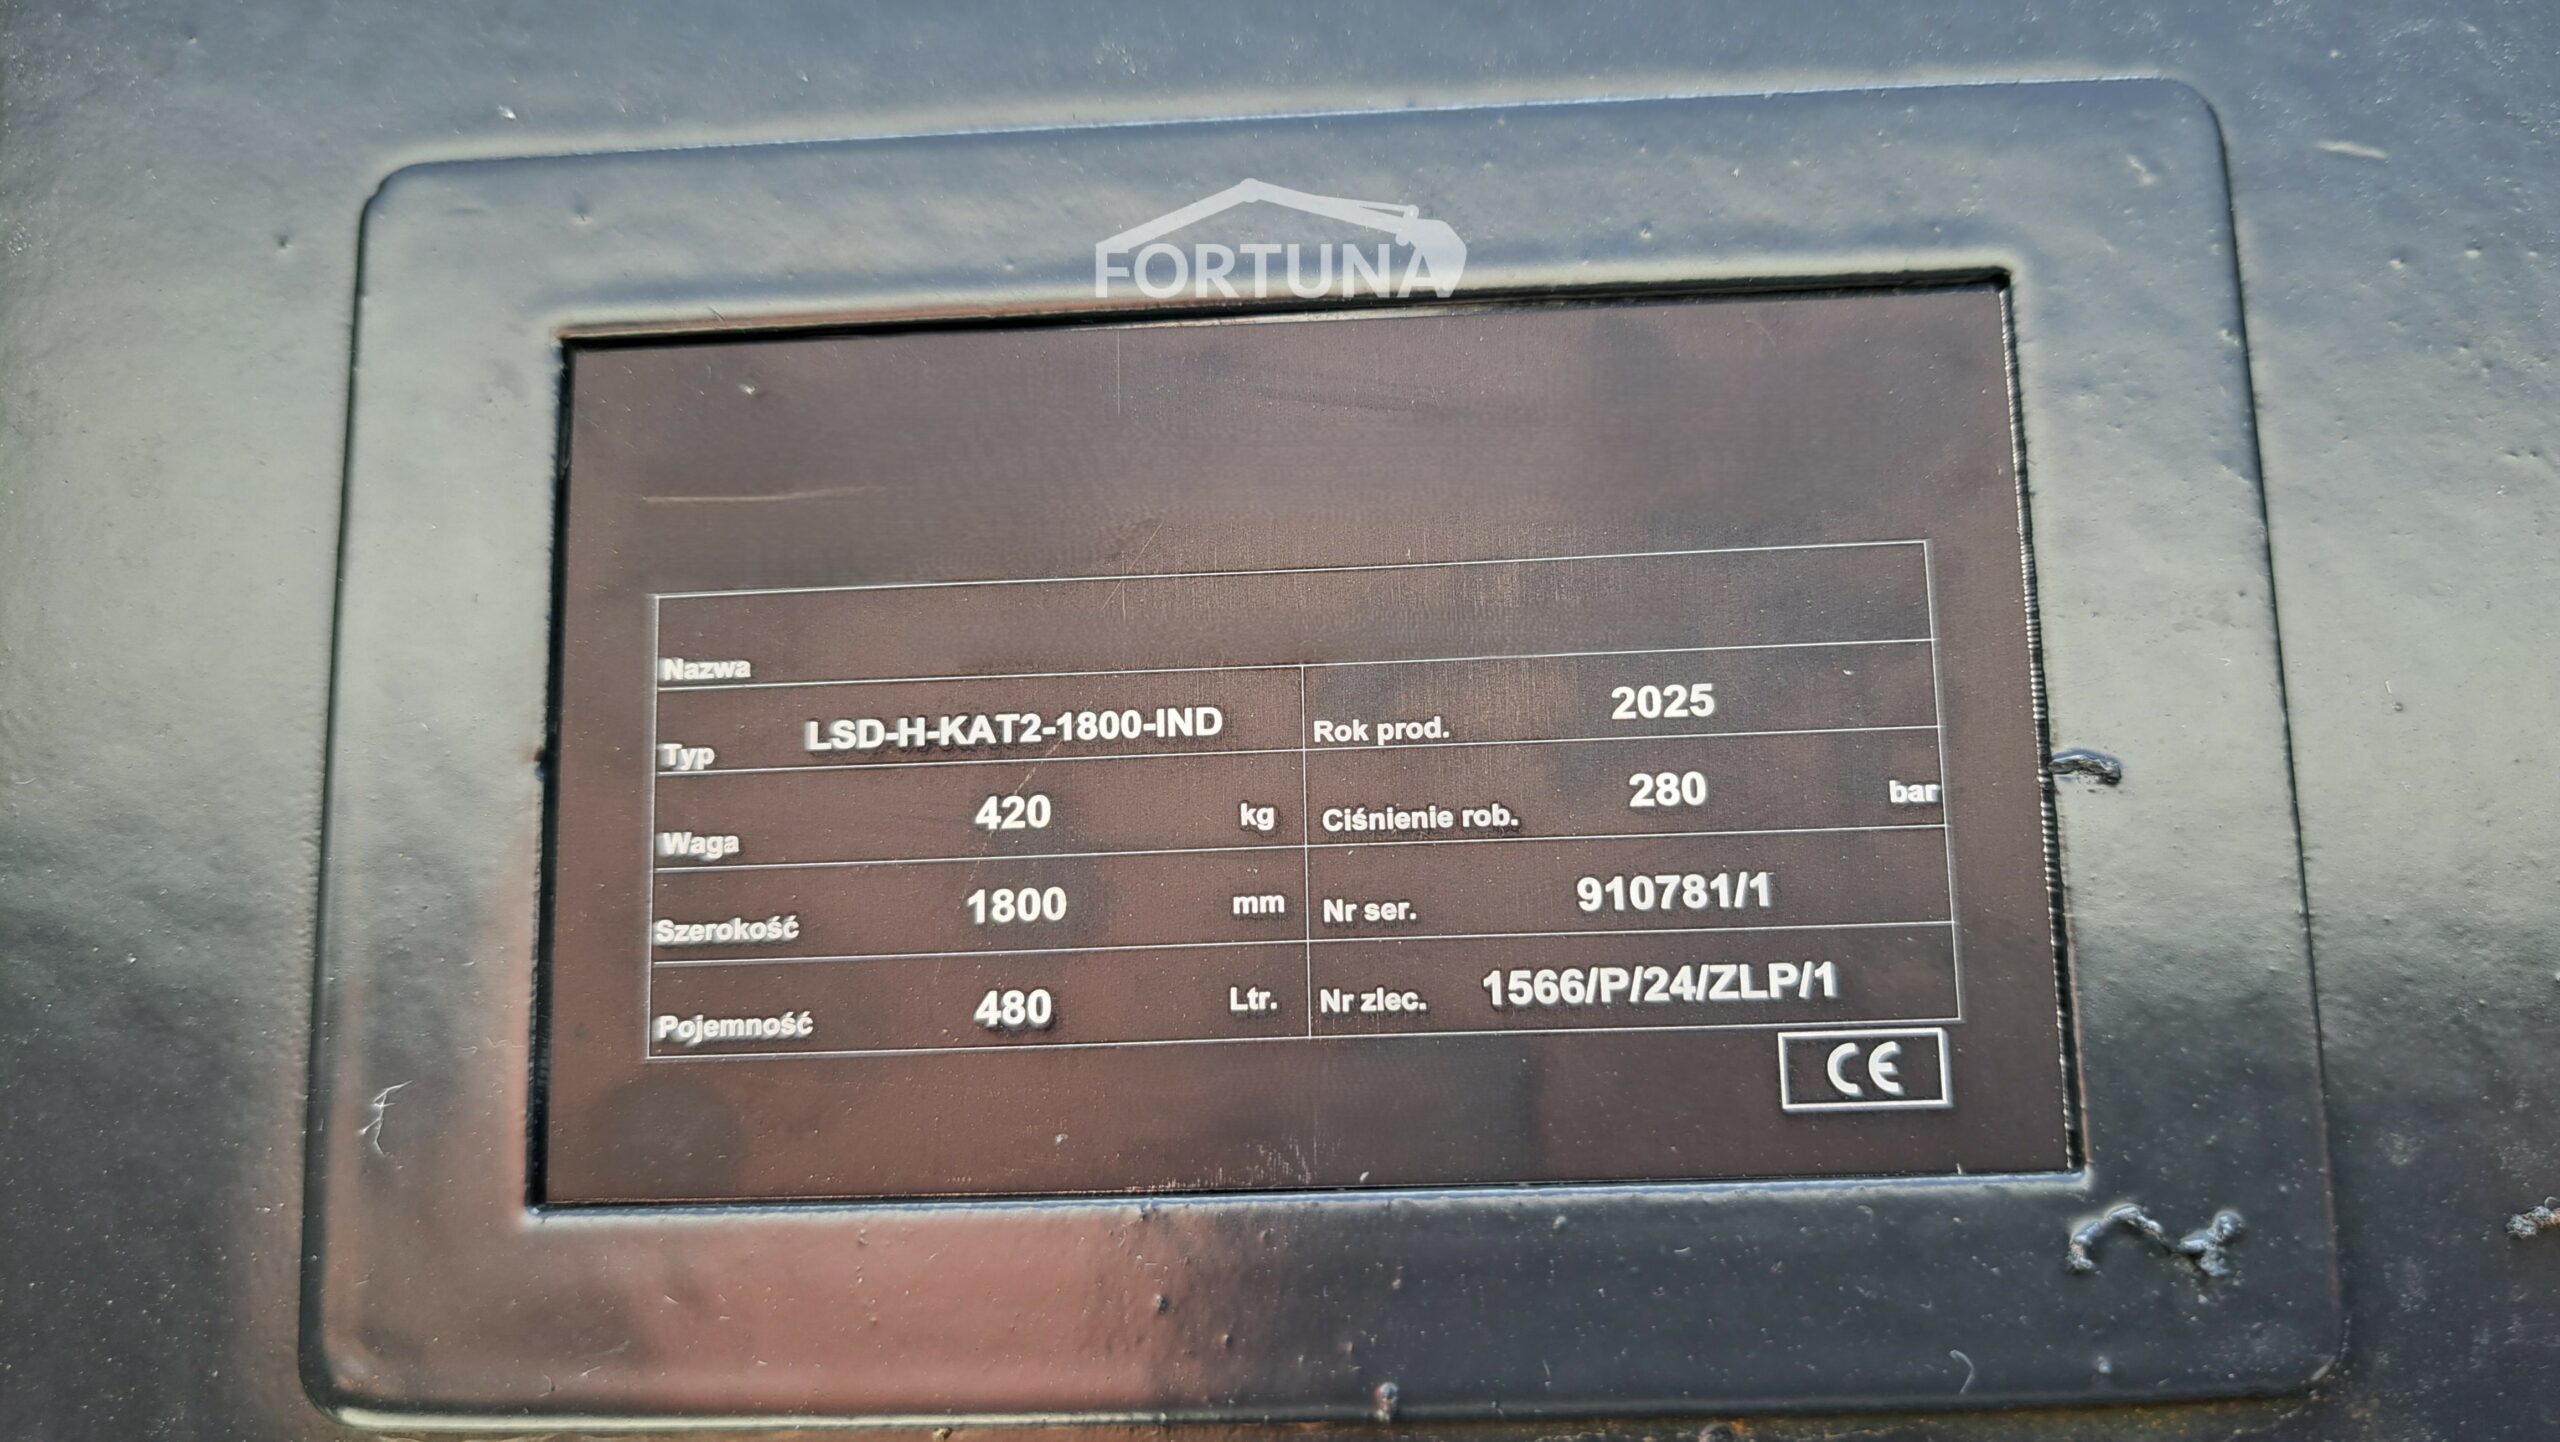 FORTUNA
Nazwa
Typ LSD-H-KAT2-1800-IND Rok prod. 2025
Waga 420 kg Ciśnienie rob. 280 bar
Szerokość 1800 mm Nr ser. 910781/1
Pojemność 480 Ltr. Nr zlec. 1566/P/24/ZLP/1
CE